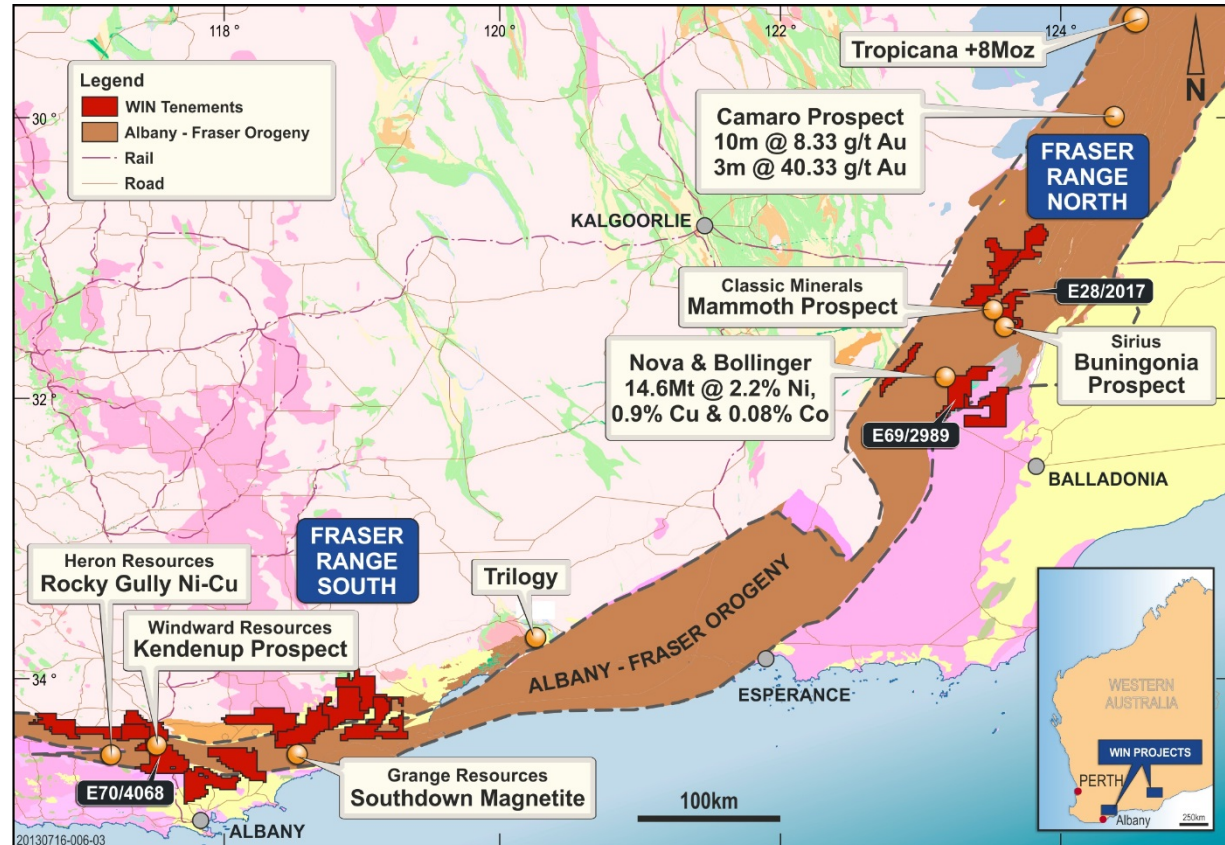 118 °
120 °
122 °
124 °
Legend
WIN Tenements
Albany - Fraser Orogeny
Rail
Road
Tropicana +8Moz
N
30°
Camaro Prospect
10m @ 8.33 g/t Au
3m @ 40.33 g/t Au
FRASER
RANGE
NORTH
KALGOORLIE
Classic Minerals
Mammoth Prospect
E28/2017
Sirius
Buningonia
Prospect
Nova & Bollinger
14.6Mt @ 2.2% Ni,
0.9% Cu & 0.08% Co
32°
E69/2989
BALLADONIA
FRASER
RANGE
SOUTH
Heron Resources
Rocky Gully Ni-Cu
Trilogy
Windward Resources
Kendenup Prospect
ALBANY - FRASER OROGENY
34°
ESPERANCE
E70/4068
Grange Resources
Southdown Magnetite
100km
ALBANY
20130716-006-03
WESTERN
AUSTRALIA
WIN PROJECTS
PERTH
Albany
250km